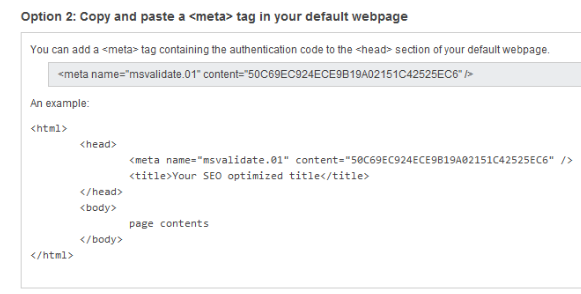 Option 2: Copy and paste a <meta> tag in your default webpage
You can add a <meta> tag containing the authentication code to the <head> section of your default webpage.
<meta name="msvalidate.01" content="50C69EC924ECE9B19A02151C42525EC6" />
An example:
<html>
<head>
<meta name="msvalidate.01" content="50C69EC924ECE9B19A02151C42525EC6" />
<title>Your SEO optimized title</title>
</head>
<body>
page contents
</body>
</html>